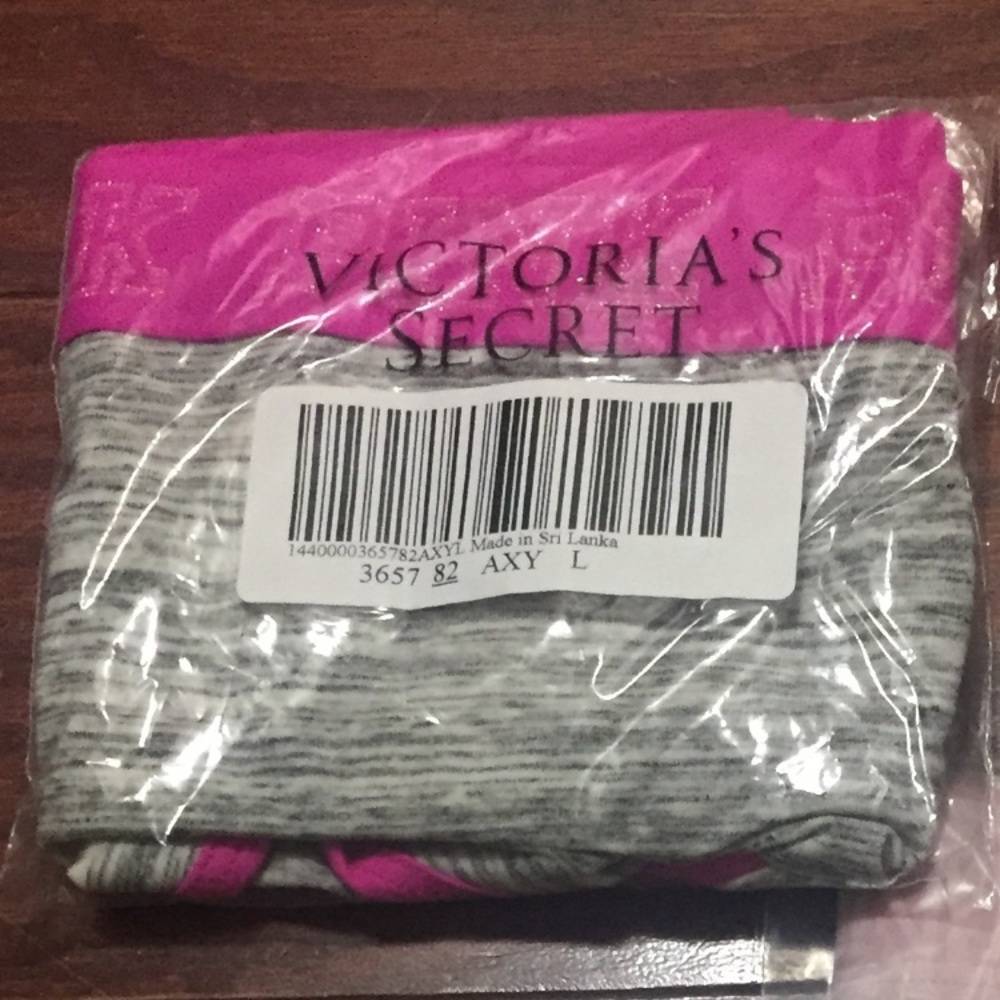 VICTORIA'S
SECRET
1440000365782AXYL Made in Sri Lanka
3657 82 AXY L